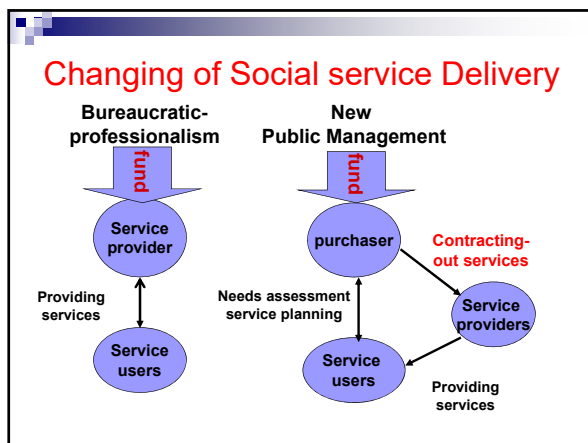 Changing of Social service Delivery
Bureaucratic-
professionalism
fund
Service
provider
Providing
services
Service
users
New
Public Management
fund
purchaser
Contracting-
out services
Needs assessment
service planning
Service
providers
Service
users
Providing
services